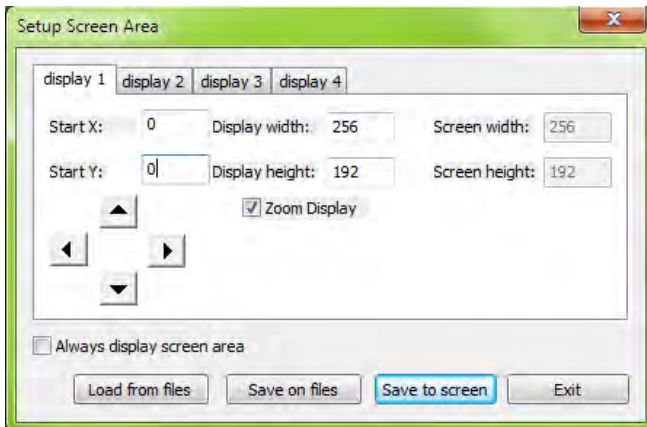 Setup Screen Area
display 1 display 2 display 3 display 4
Start X: 0 Display width: 256 Screen width: 256
Start Y: 0 Display height: 192 Screen height: 192
Zoom Display
Always display screen area
Load from files Save on files Save to screen Exit